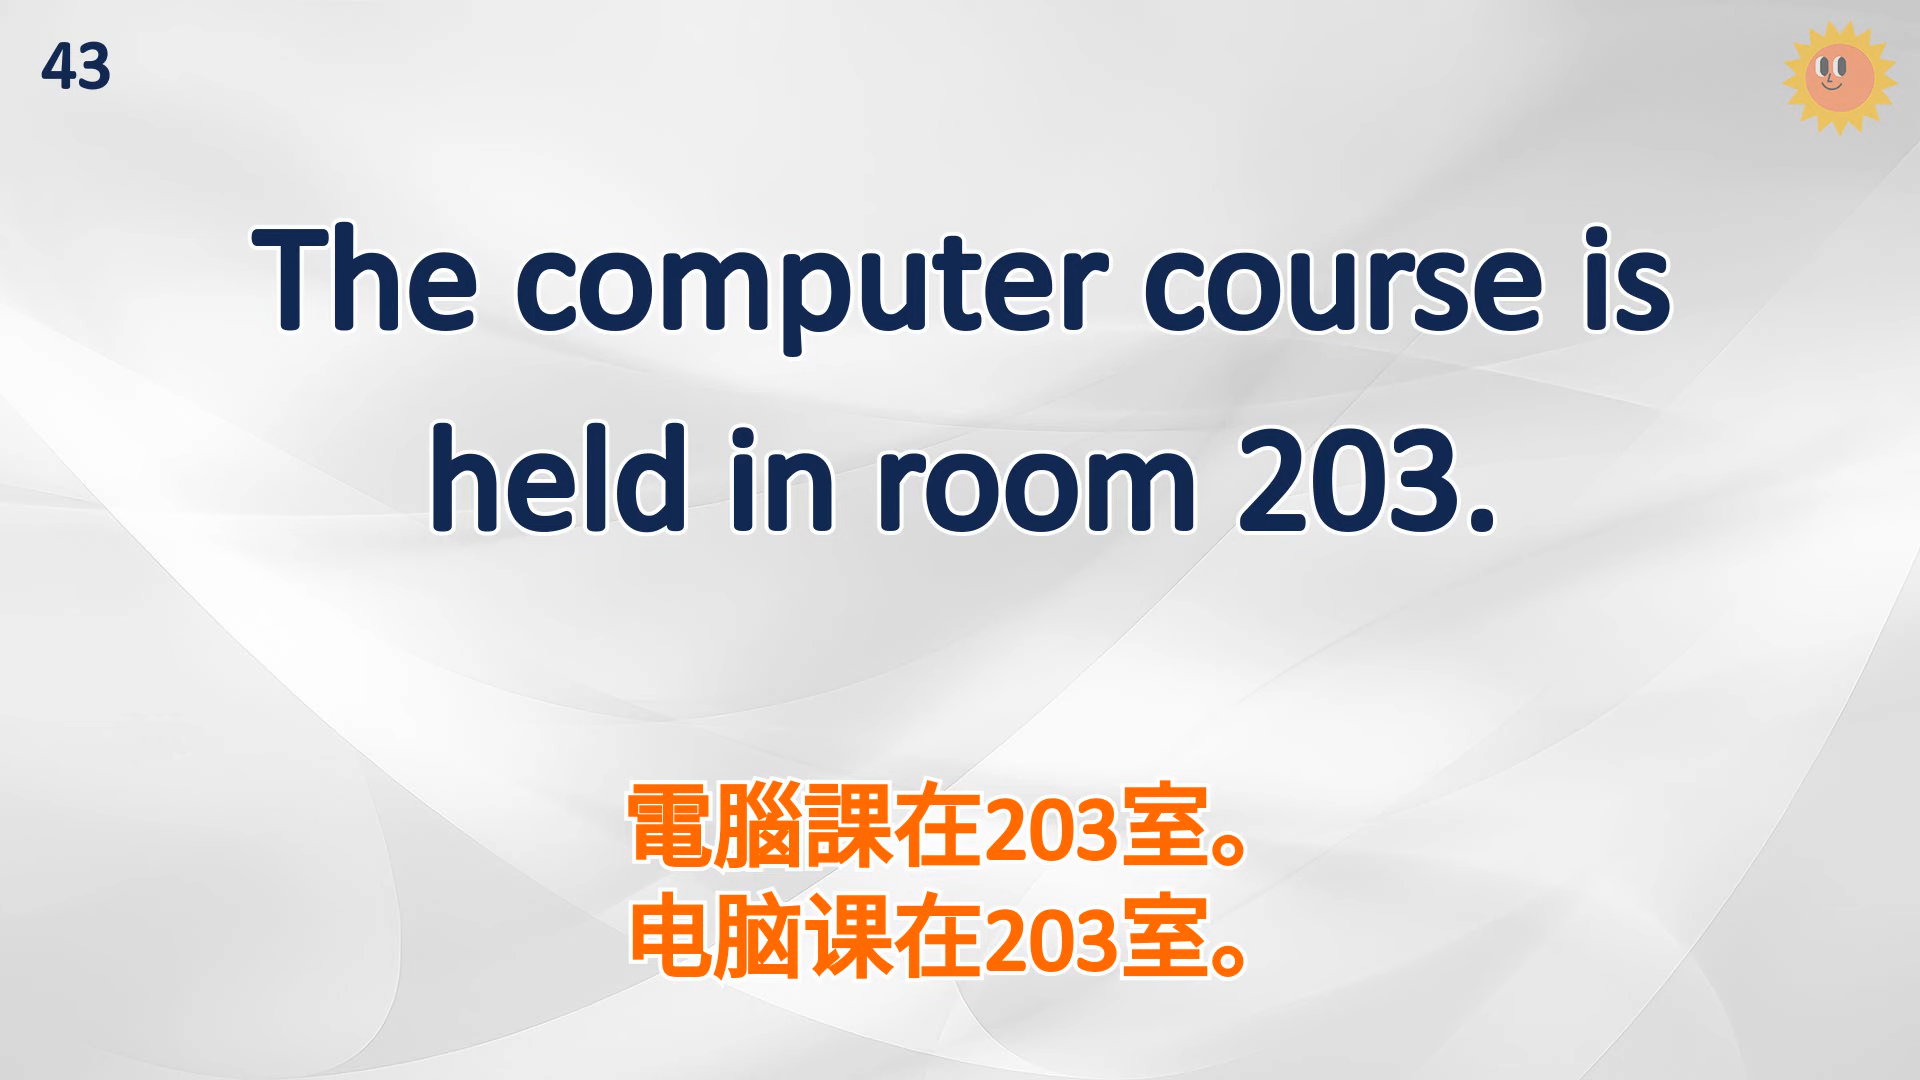 43
The computer course is
held in room 203.
電腦課在203室。
电脑课在203室。